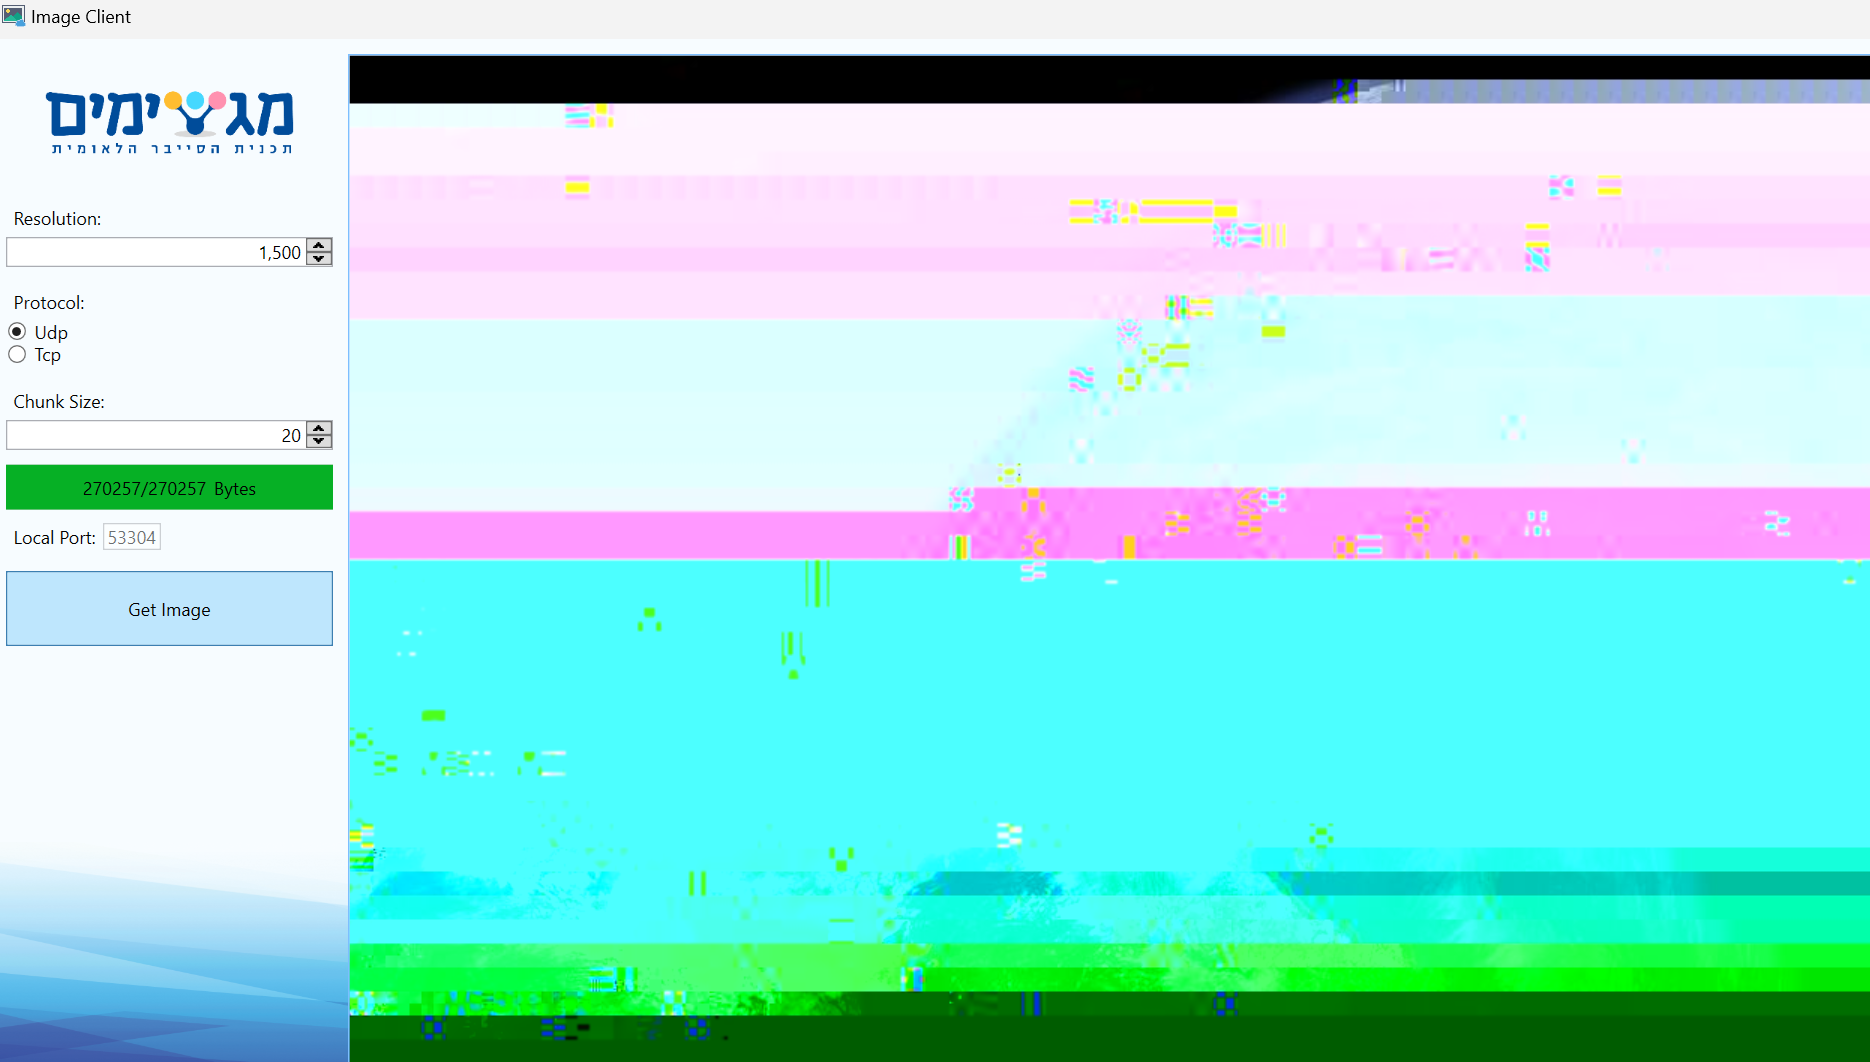 Image Client
מגשימים
תכנית הסייבר הלאומית
Resolution:
1,500
Protocol:
Udp
Tcp
Chunk Size:
20
270257/270257 Bytes
Local Port: 53304
Get Image